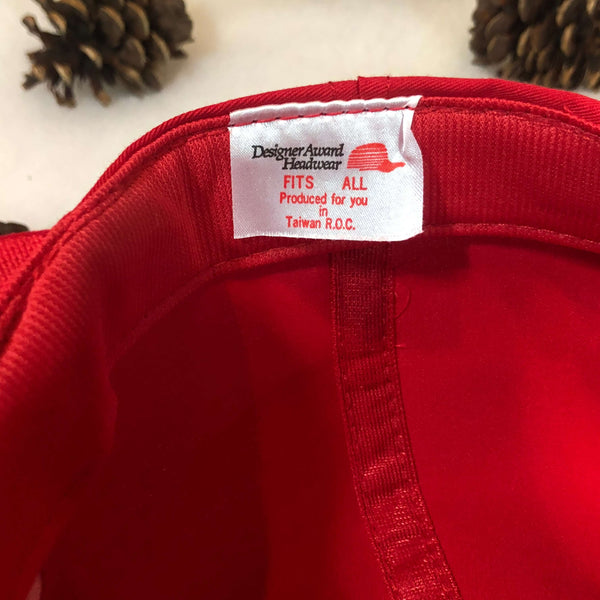 Designer Award
Headwear
FITS ALL
Produced for you
in
Taiwan R.O.C.